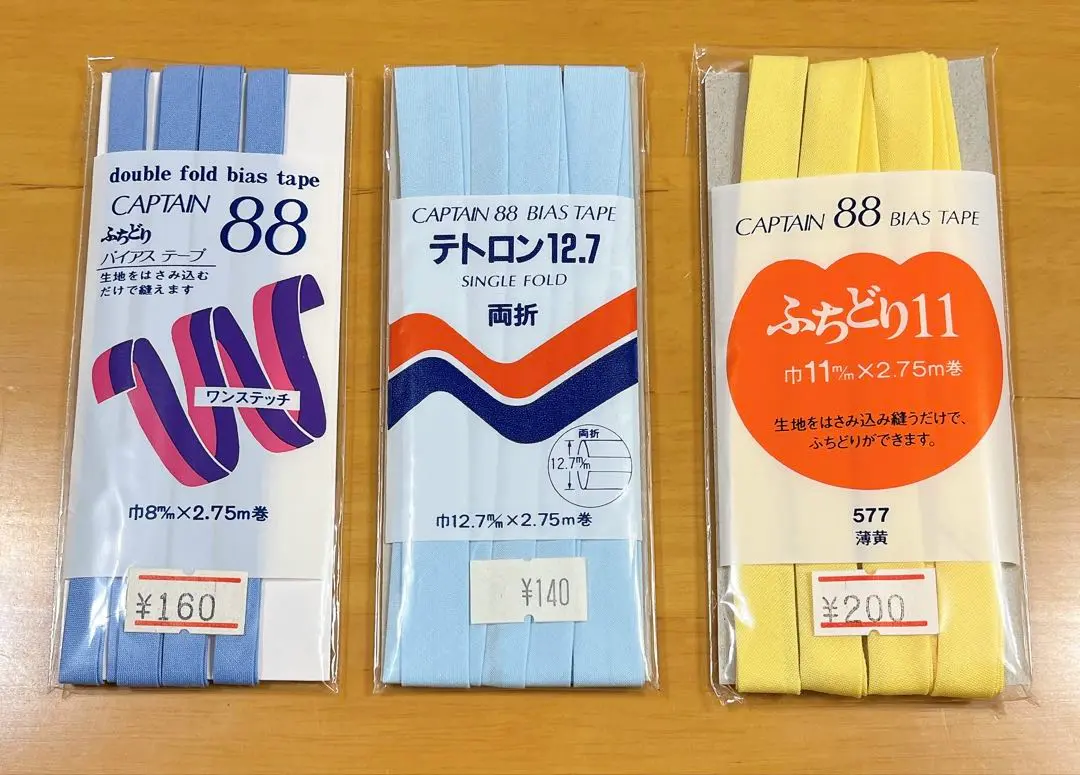 double fold bias tape
CAPTAIN 88
ふちどり
バイアス テープ
生地をはさみ込む
だけで縫えます
ワンステッチ
巾8m/m×2.75m巻
¥160
CAPTAIN 88 BIAS TAPE
テトロン12.7
SINGLE FOLD
両折
両折
12.7m/m
巾12.7m/m×2.75m巻
¥140
CAPTAIN 88 BIAS TAPE
ふちどり11
巾11m/m×2.75m巻
生地をはさみ込み縫うだけで、
ふちどりができます。
577
薄黄
¥200